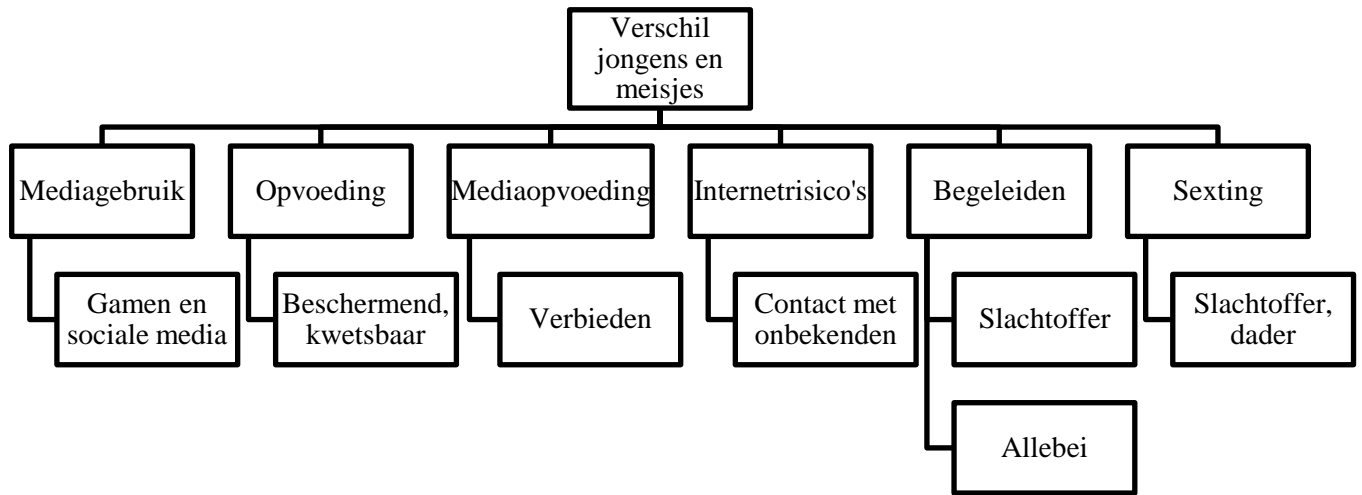 Verschil
jongens en
meisjes
Mediagebruik
Opvoeding
Mediaopvoeding
Internetrisico's
Begeleiden
Sexting
Gamen en
sociale media
Beschermend,
kwetsbaar
Verbieden
Contact met
onbekenden
Slachtoffer
Slachtoffer,
dader
Allebei